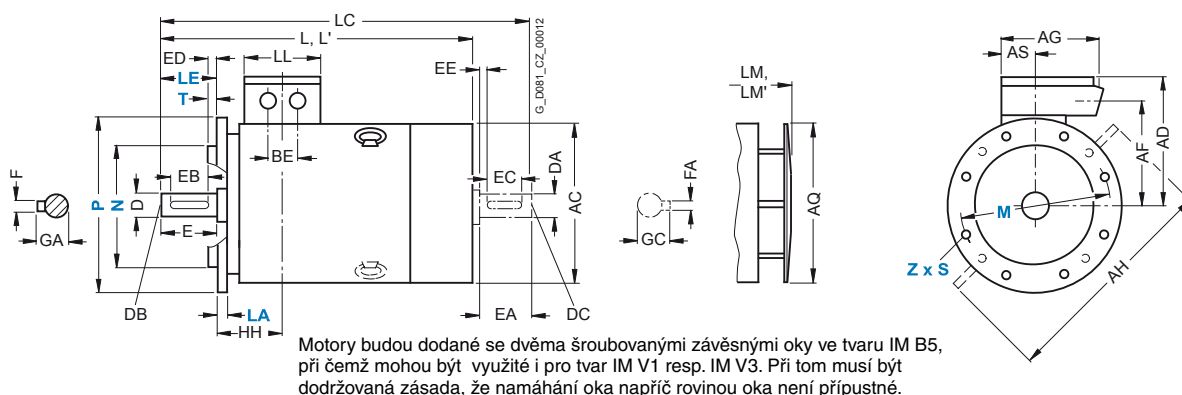 LC
L, L'
ED
LL
EE
LE
T
G_D081_CZ_00012
LM,
LM'
AG
AS
BE
F
EB
P
N
D
E
GA
EC
DA
AC
FA
GC
AQ
AF
AD
M
Z x S
AH
DB
LA
HH
EA
DC
Motory budou dodané se dvěma šroubovanými závěsnými oky ve tvaru IM B5,
při čemž mohou být využité i pro tvar IM V1 resp. IM V3. Při tom musí být
dodržovaná zásada, že namáhání oka napříč rovinou oka není přípustné.